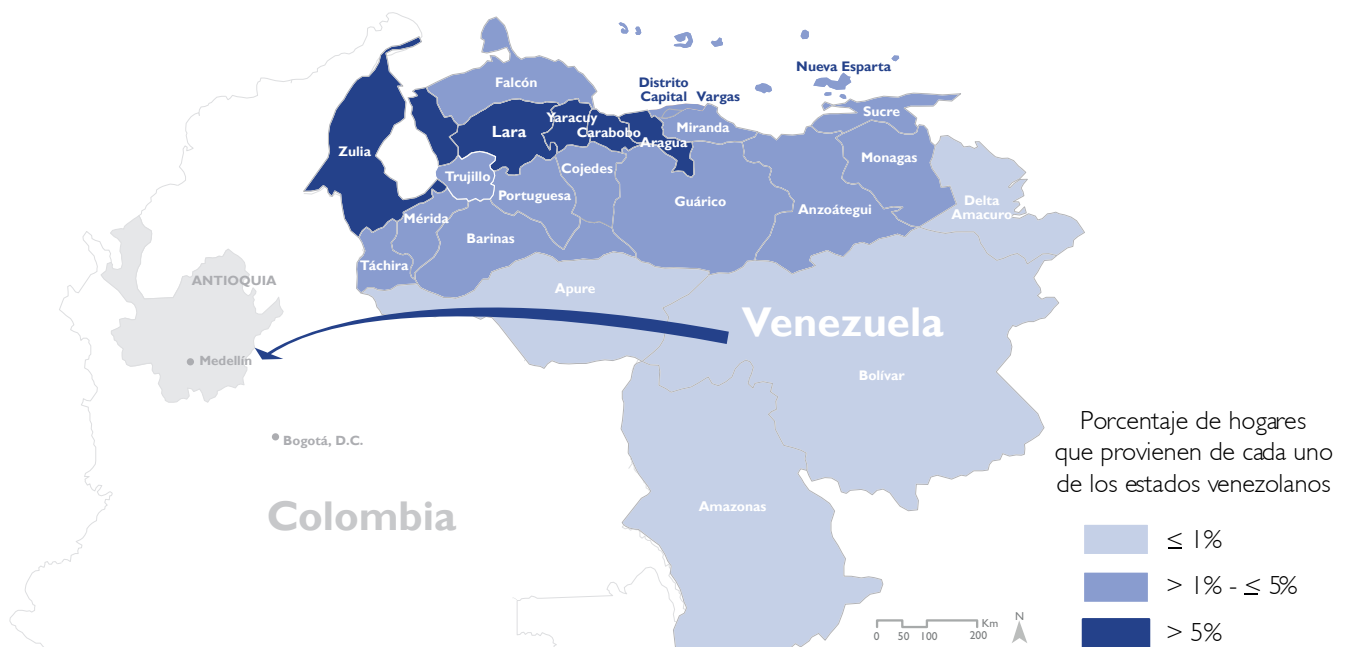 Nueva Esparta
Distrito
Capital
Vargas
Falcón
Sucre
Yaracuy
Lara
Carabobo
Miranda
Aragua
Zulia
Monagas
Cojedes
Trujillo
Portuguesa
Guárico
Anzoátegui
Delta
Amacuro
Mérida
Barinas
Táchira
ANTIOQUIA
Apure
Venezuela
Medellín
Bolívar
Bogotá, D.C.
Colombia
Amazonas
Porcentaje de hogares
que provienen de cada uno
de los estados venezolanos
≤ 1%
> 1% - ≤ 5%
> 5%
0 50 100 200 Km
N